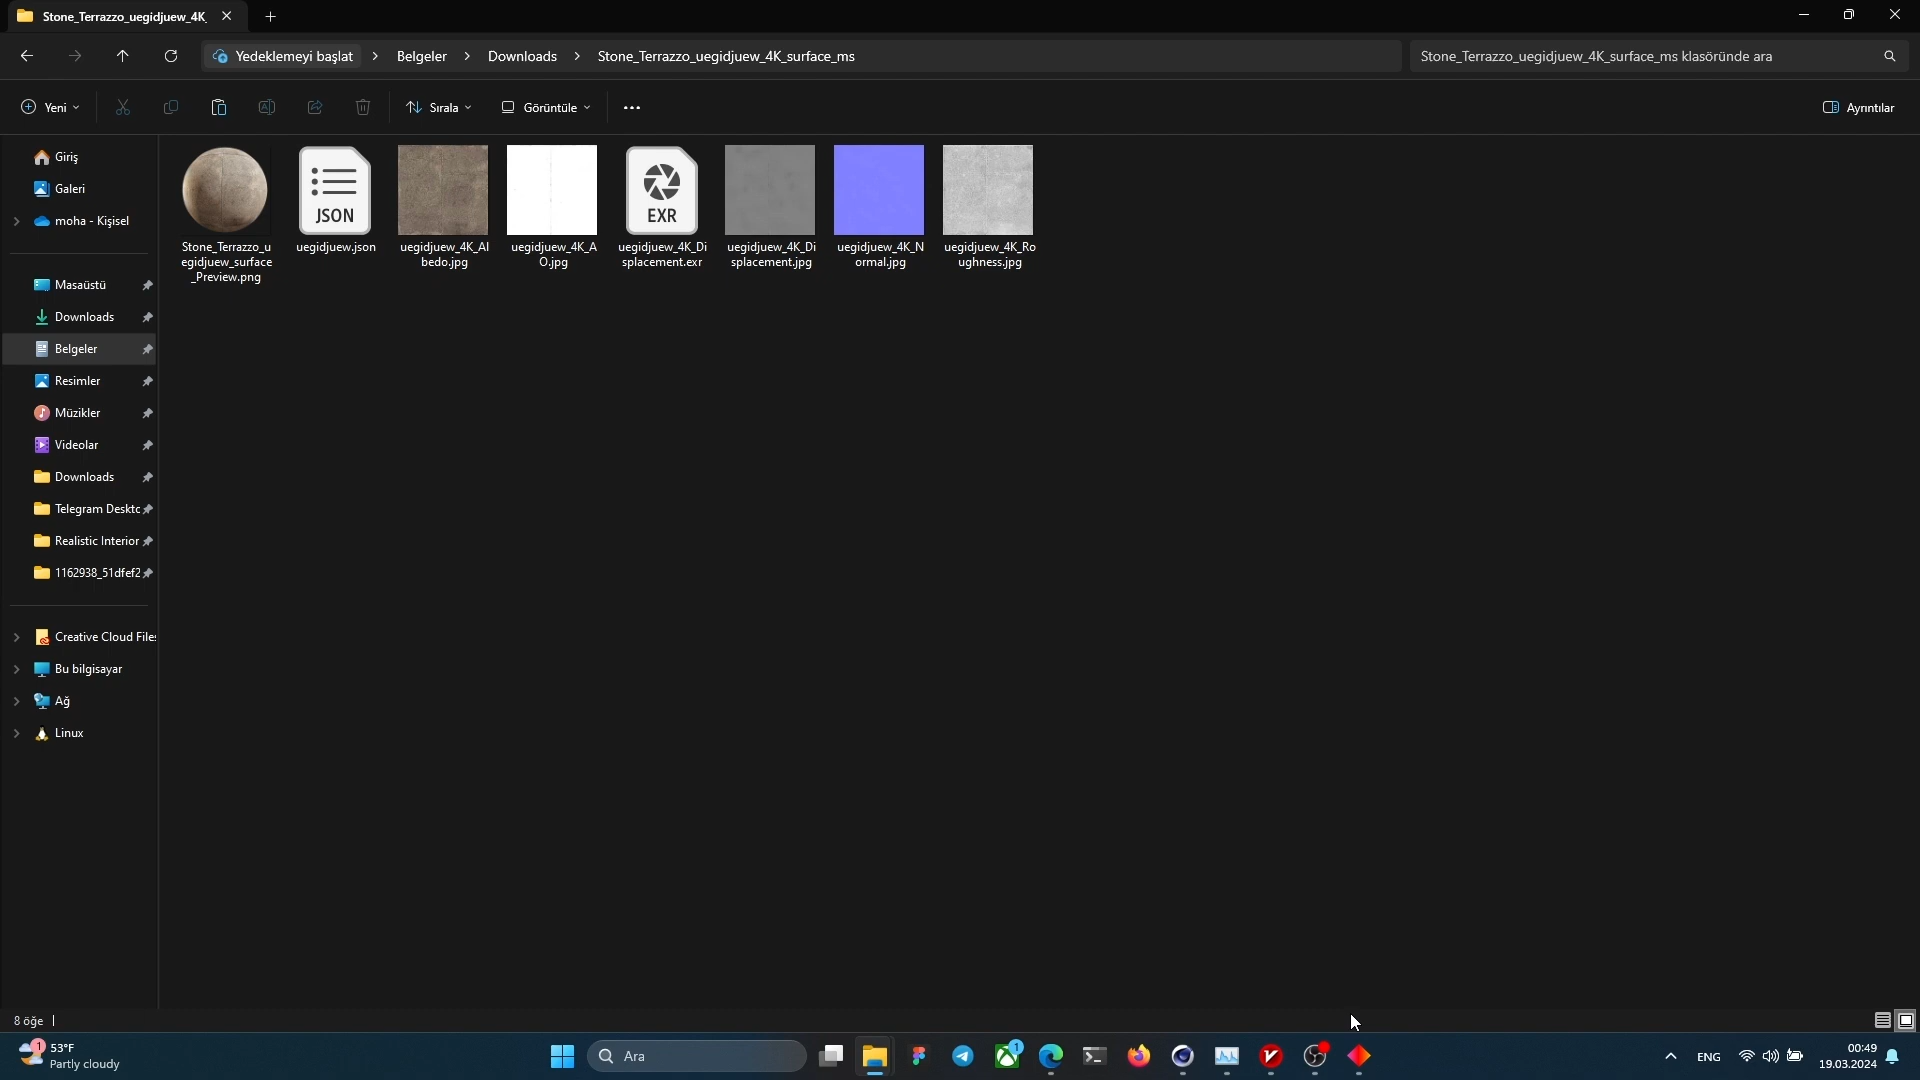 Stone_Terrazzo_uegidjuew_4K
Yedeklemeyi başlat > Belgeler > Downloads > Stone_Terrazzo_uegidjuew_4K_surface_ms
Stone_Terrazzo_uegidjuew_4K_surface_ms klasöründe ara
Yeni
Sırala
Görüntüle
Ayrıntılar
Giriş
Galeri
moha - Kişisel
Masaüstü
Downloads
Belgeler
Resimler
Müzikler
Videolar
Downloads
Telegram Deskto
Realistic Interior
1162938_51dfef2
Creative Cloud Files
Bu bilgisayar
Ağ
Linux
Stone_Terrazzo_u
egidjuew_surface
_Preview.png
JSON
uegidjuew.json
uegidjuew_4K_Al
bedo.jpg
uegidjuew_4K_A
O.jpg
EXR
uegidjuew_4K_Di
splacement.exr
uegidjuew_4K_Di
splacement.jpg
uegidjuew_4K_N
ormal.jpg
uegidjuew_4K_Ro
ughness.jpg
8 öğe
1
53°F
Partly cloudy
Ara
1
ENG
00:49
19.03.2024